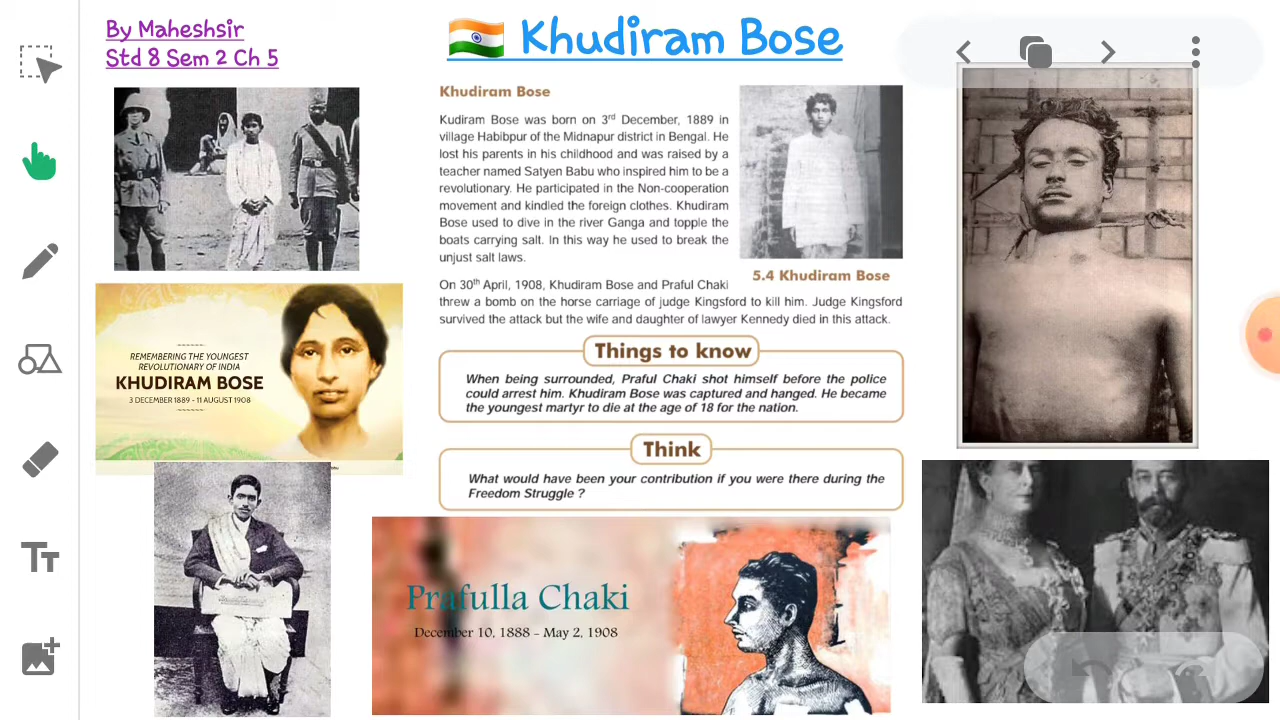 By Maheshsir
Std 8 Sem 2 Ch 5
🇮🇳 Khudiram Bose
Khudiram Bose
Kudiram Bose was born on 3rd December, 1889 in
village Habibpur of the Midnapur district in Bengal. He
lost his parents in his childhood and was raised by a
teacher named Satyen Babu who inspired him to be a
revolutionary. He participated in the Non-cooperation
movement and kindled the foreign clothes. Khudiram
Bose used to dive in the river Ganga and topple the
boats carrying salt. In this way he used to break the
unjust salt laws.
5.4 Khudiram Bose
On 30th April, 1908, Khudiram Bose and Praful Chaki
threw a bomb on the horse carriage of judge Kingsford to kill him. Judge Kingsford
survived the attack but the wife and daughter of lawyer Kennedy died in this attack.
Things to know
When being surrounded, Praful Chaki shot himself before the police
could arrest him. Khudiram Bose was captured and hanged. He became
the youngest martyr to die at the age of 18 for the nation.
Think
What would have been your contribution if you were there during the
Freedom Struggle ?
REMEMBERING THE YOUNGEST
REVOLUTIONARY OF INDIA
KHUDIRAM BOSE
3 DECEMBER 1889 - 11 AUGUST 1908
Prafulla Chaki
December 10, 1888 - May 2, 1908
Tт